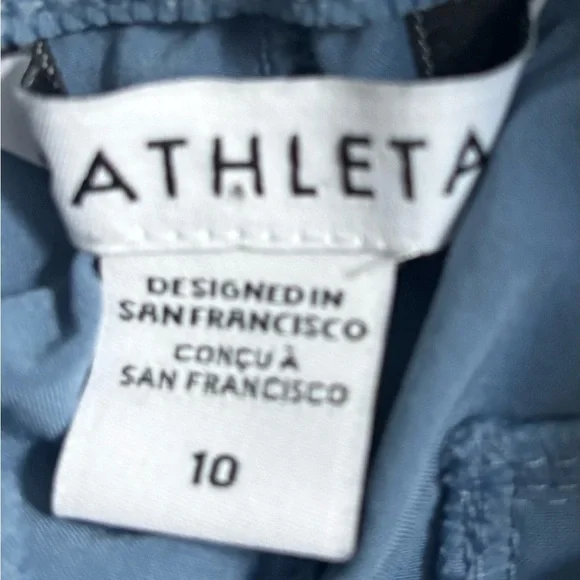 ATHLETA
DESIGNED IN
SAN FRANCISCO
CONÇU À
SAN FRANCISCO
10